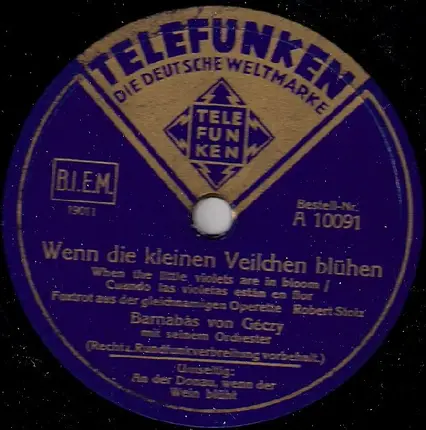 TELEFUNKEN
DIE DEUTSCHE WELTMARKE
TELE
FUN
KEN
B.I.E.M.
19011
Bestell-Nr.
A 10091
Wenn die kleinen Veilchen blühen
When the little violets are in bloom /
Cuando las violetas están en flor
Foxtrot aus der gleichnamigen Operette Robert Stolz
Barnabás von Géczy
mit seinem Orchester
(Recht z. Rundfunkverbreitung vorbehalt.)
Umseitig:
An der Donau, wenn der
Wein blüht